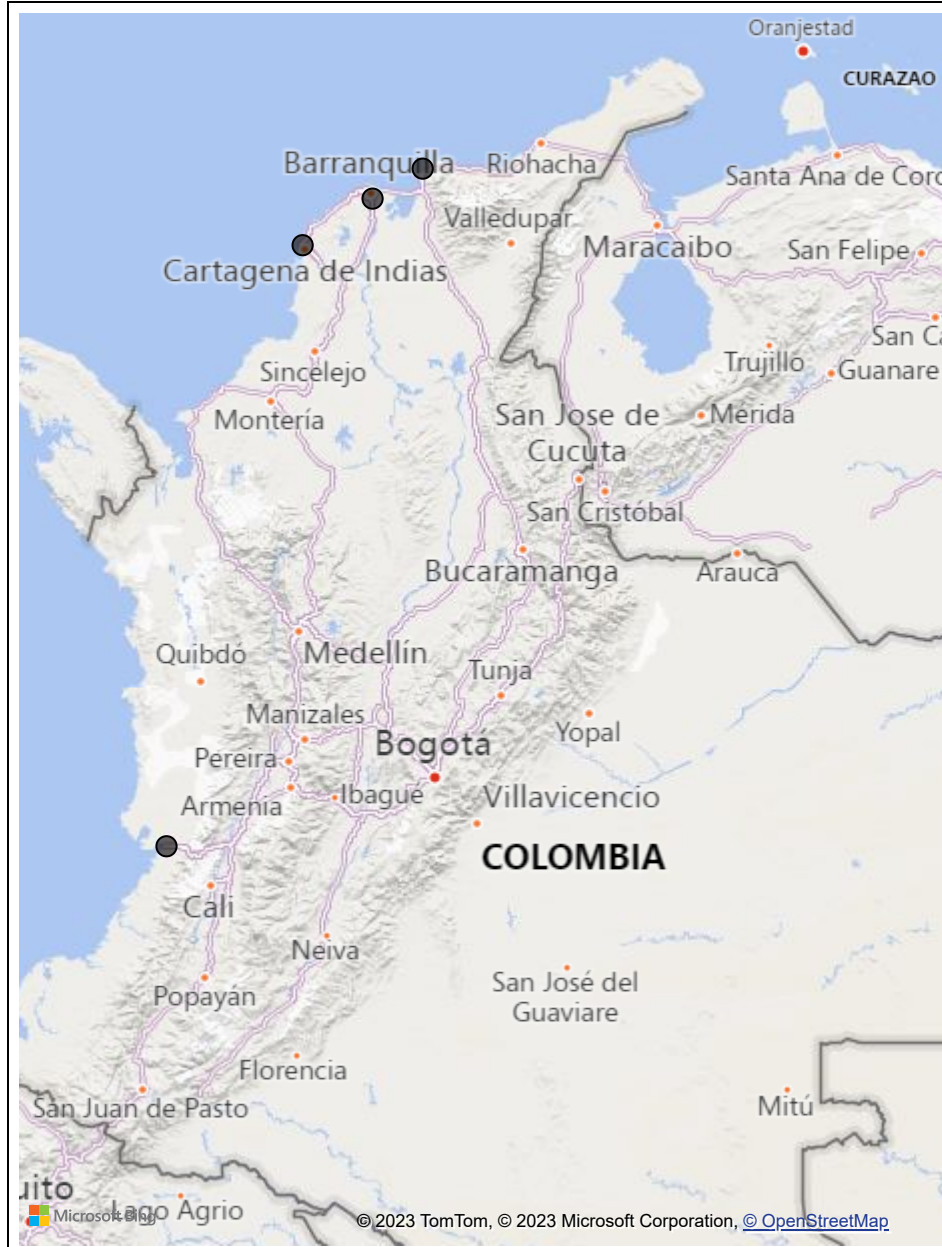 Oranjestad
CURAZAO
Barranquilla
Riohacha
Santa Ana de Coro
Valledupar
Maracaibo
San Felipe
Cartagena de Indias
Sincelejo
Trujillo
San Ca
Guanare
Montería
San Jose de
Cucuta
Mérida
San Cristóbal
Bucaramanga
Arauca
Quibdó
Medellín
Tunja
Manizales
Yopal
Bogotá
Pereira
Armenia
Ibague
Villavicencio
COLOMBIA
Cali
Neiva
Popayán
San José del
Guaviare
Florencia
San Juan de Pasto
Mitú
uito
Lago Agrio
Microsoft Bing
© 2023 TomTom, © 2023 Microsoft Corporation, © OpenStreetMap